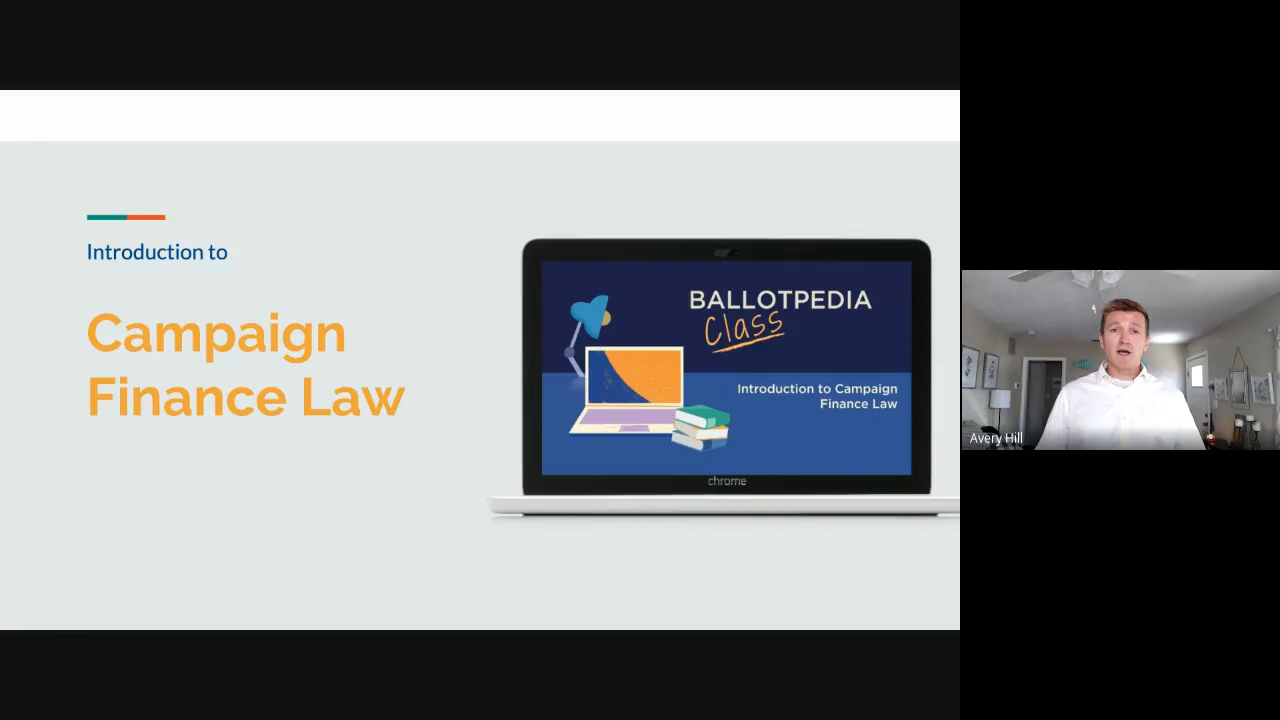 Introduction to
Campaign
Finance Law
BALLOTPEDIA
Class
Introduction to Campaign
Finance Law
chrome
Avery Hill